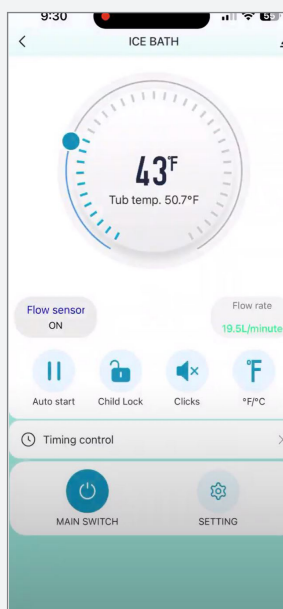 9:30
55
ICE BATH
43°F
Tub temp. 50.7°F
Flow sensor
ON
Flow rate
19.5L/minute
°F
Auto start
Child Lock
Clicks
°F/°C
Timing control
MAIN SWITCH
SETTING